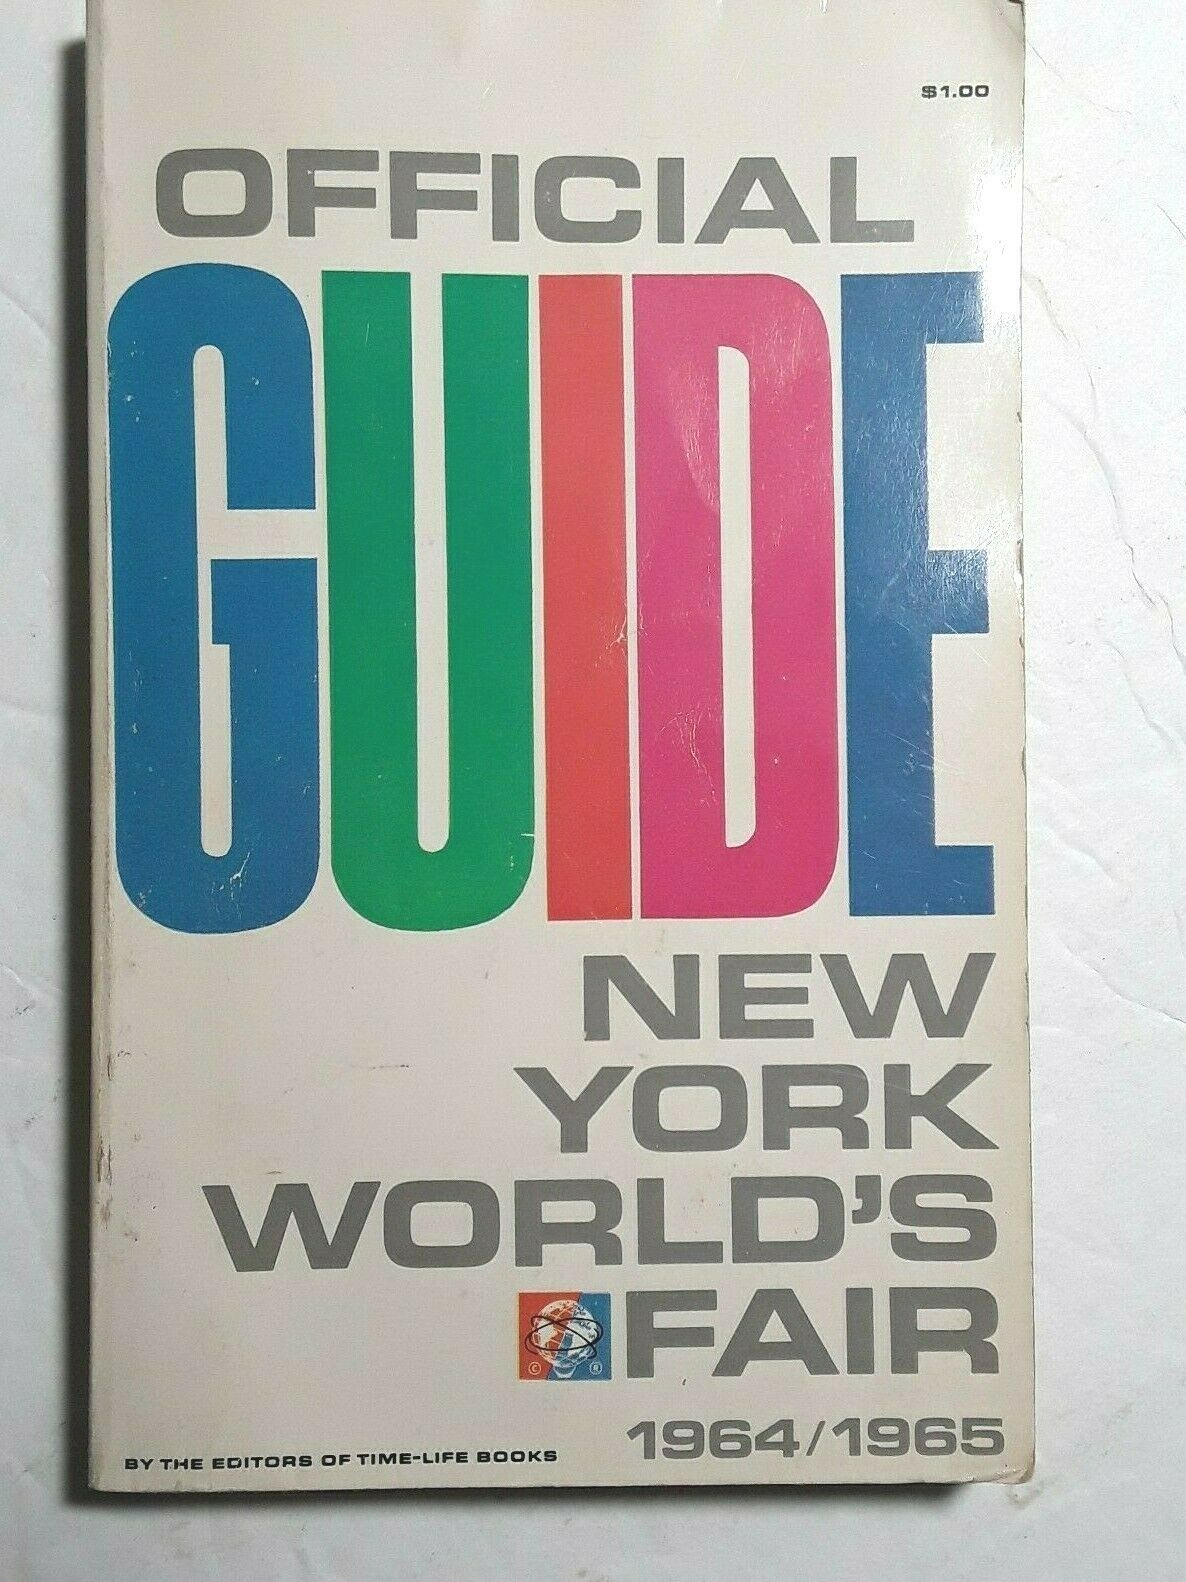 $1.00
OFFICIAL
GUIDE
NEW
YORK
WORLD'S
FAIR
© ®
1964/1965
BY THE EDITORS OF TIME-LIFE BOOKS